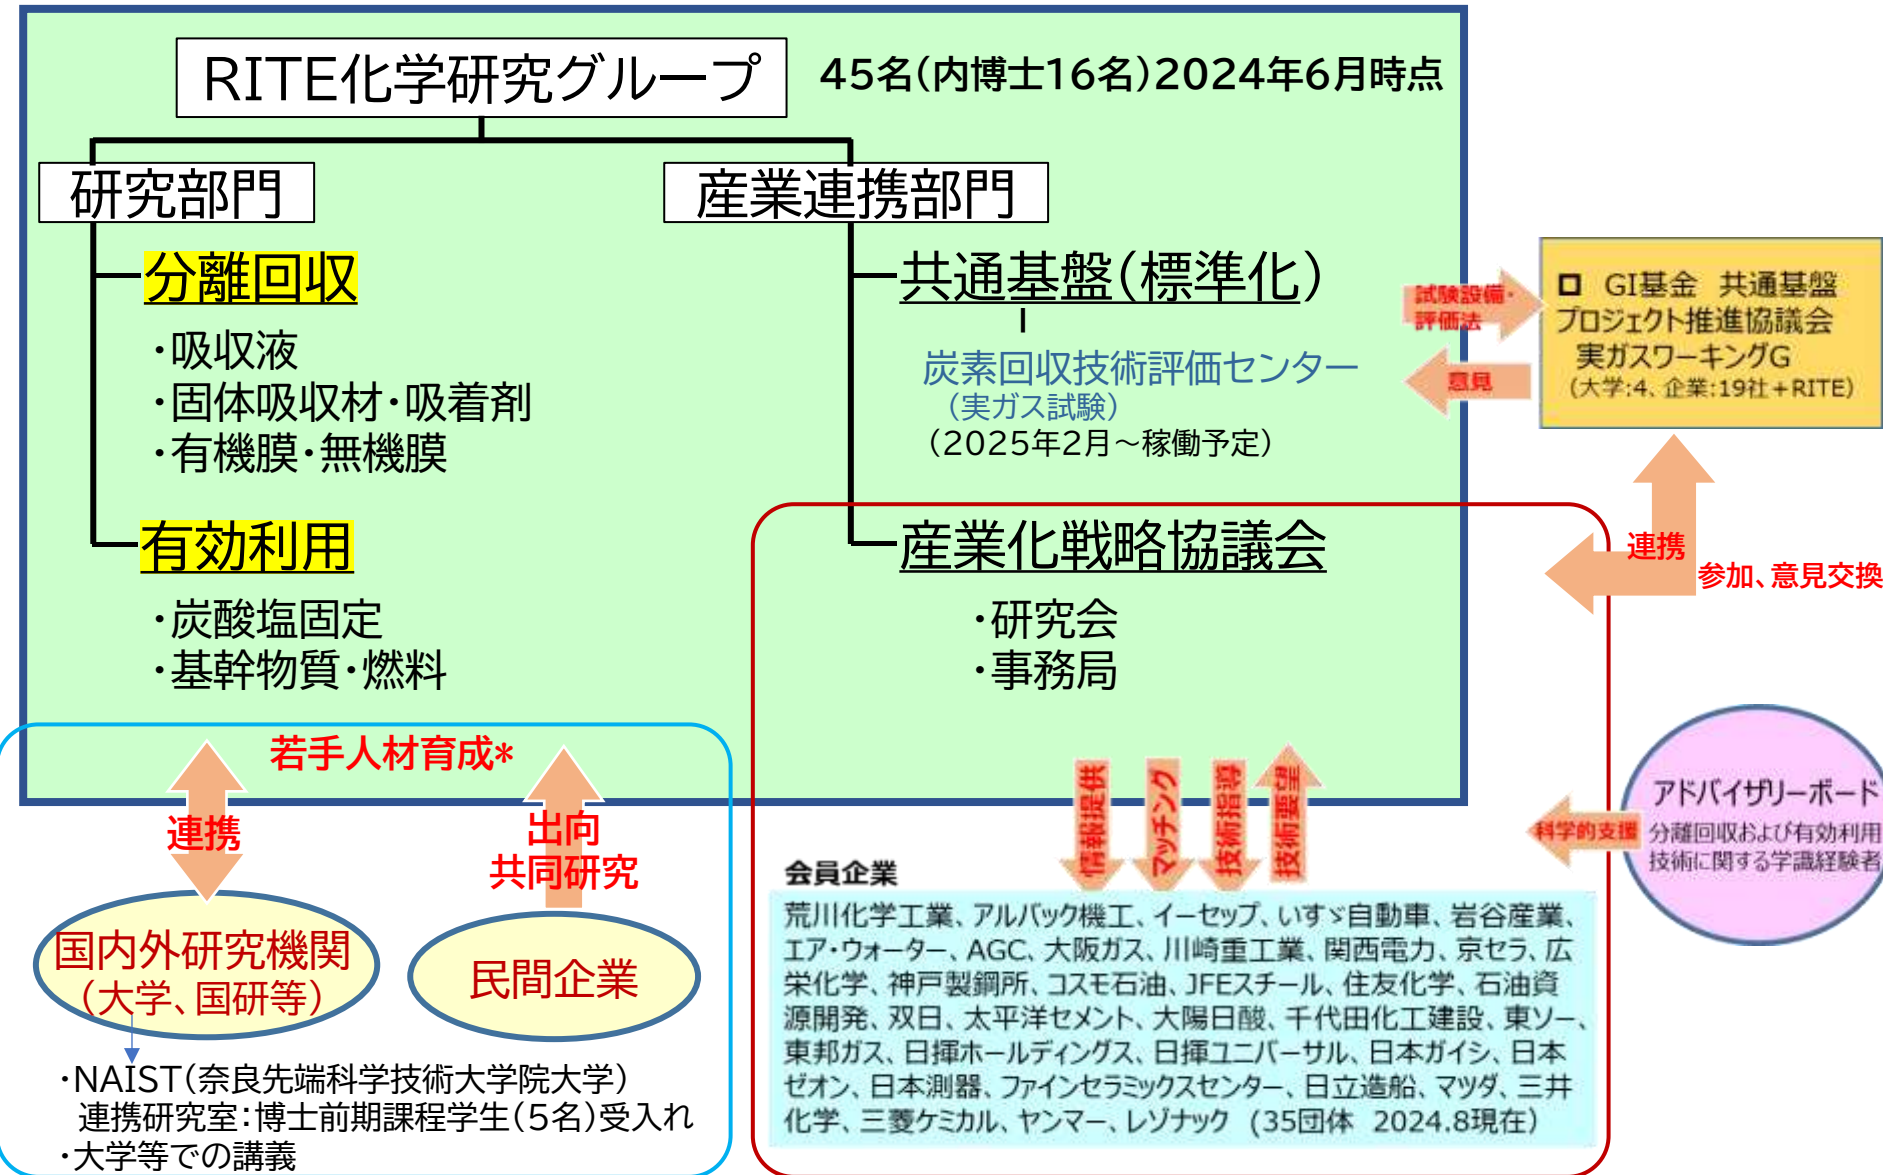 RITE化学研究グループ
45名(内博士16名)2024年6月時点
研究部門
産業連携部門
分離回収
・吸収液
・固体吸収材・吸着剤
・有機膜・無機膜
有効利用
・炭酸塩固定
・基幹物質・燃料
共通基盤(標準化)
炭素回収技術評価センター
(実ガス試験)
(2025年2月～稼働予定)
産業化戦略協議会
・研究会
・事務局
試験設備・
評価法
意見
□ GI基金 共通基盤
プロジェクト推進協議会
実ガスワーキングG
(大学:4、企業:19社+RITE)
連携
参加、意見交換
若手人材育成*
連携
出向
共同研究
国内外研究機関
(大学、国研等)
民間企業
・NAIST(奈良先端科学技術大学院大学)
連携研究室:博士前期課程学生(5名)受入れ
・大学等での講義
情報提供
マッチング
技術指導
技術要望
科学的支援
アドバイザリーボード
分離回収および有効利用
技術に関する学識経験者
会員企業
荒川化学工業、アルバック機工、イーセップ、いすゞ自動車、岩谷産業、
エア・ウォーター、AGC、大阪ガス、川崎重工業、関西電力、京セラ、広
栄化学、神戸製鋼所、コスモ石油、JFEスチール、住友化学、石油資
源開発、双日、太平洋セメント、大陽日酸、千代田化工建設、東ソー、
東邦ガス、日揮ホールディングス、日揮ユニバーサル、日本ガイシ、日本
ゼオン、日本測器、ファインセラミックスセンター、日立造船、マツダ、三井
化学、三菱ケミカル、ヤンマー、レゾナック (35団体 2024.8現在)